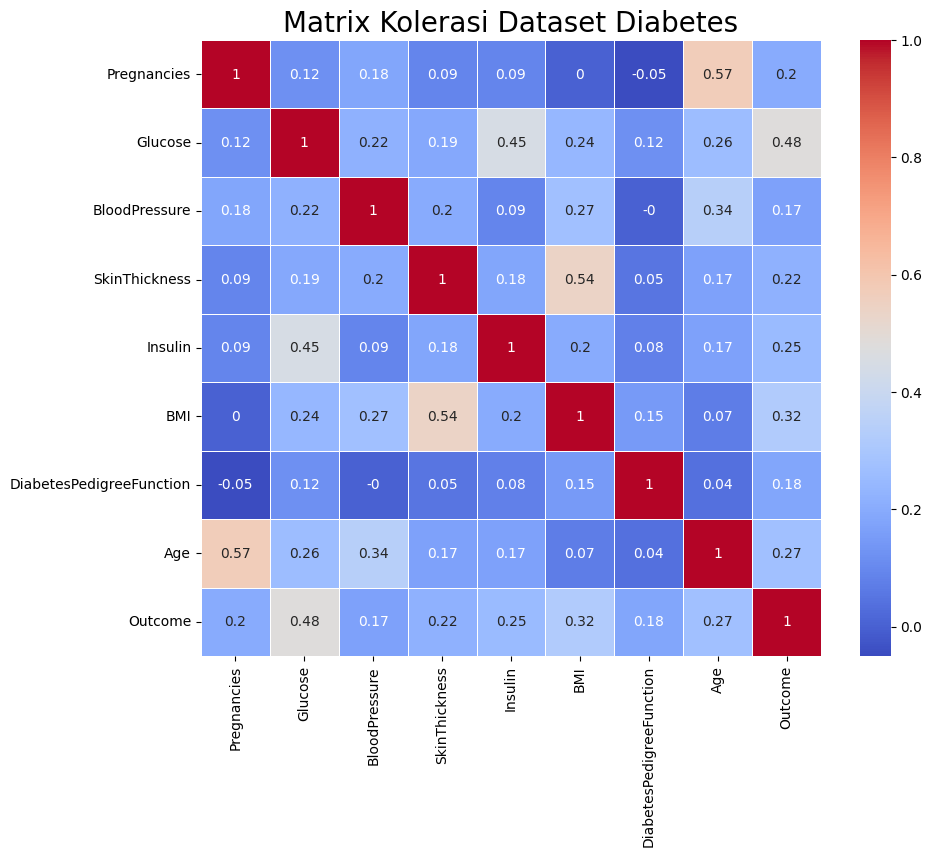 Matrix Kolerasi Dataset Diabetes
Pregnancies 1 0.12 0.18 0.09 0.09 0 -0.05 0.57 0.2
Glucose 0.12 1 0.22 0.19 0.45 0.24 0.12 0.26 0.48
BloodPressure 0.18 0.22 1 0.2 0.09 0.27 -0 0.34 0.17
SkinThickness 0.09 0.19 0.2 1 0.18 0.54 0.05 0.17 0.22
Insulin 0.09 0.45 0.09 0.18 1 0.2 0.08 0.17 0.25
BMI 0 0.24 0.27 0.54 0.2 1 0.15 0.07 0.32
DiabetesPedigreeFunction -0.05 0.12 -0 0.05 0.08 0.15 1 0.04 0.18
Age 0.57 0.26 0.34 0.17 0.17 0.07 0.04 1 0.27
Outcome 0.2 0.48 0.17 0.22 0.25 0.32 0.18 0.27 1
Pregnancies
Glucose
BloodPressure
SkinThickness
Insulin
BMI
DiabetesPedigreeFunction
Age
Outcome
1.0
0.8
0.6
0.4
0.2
0.0